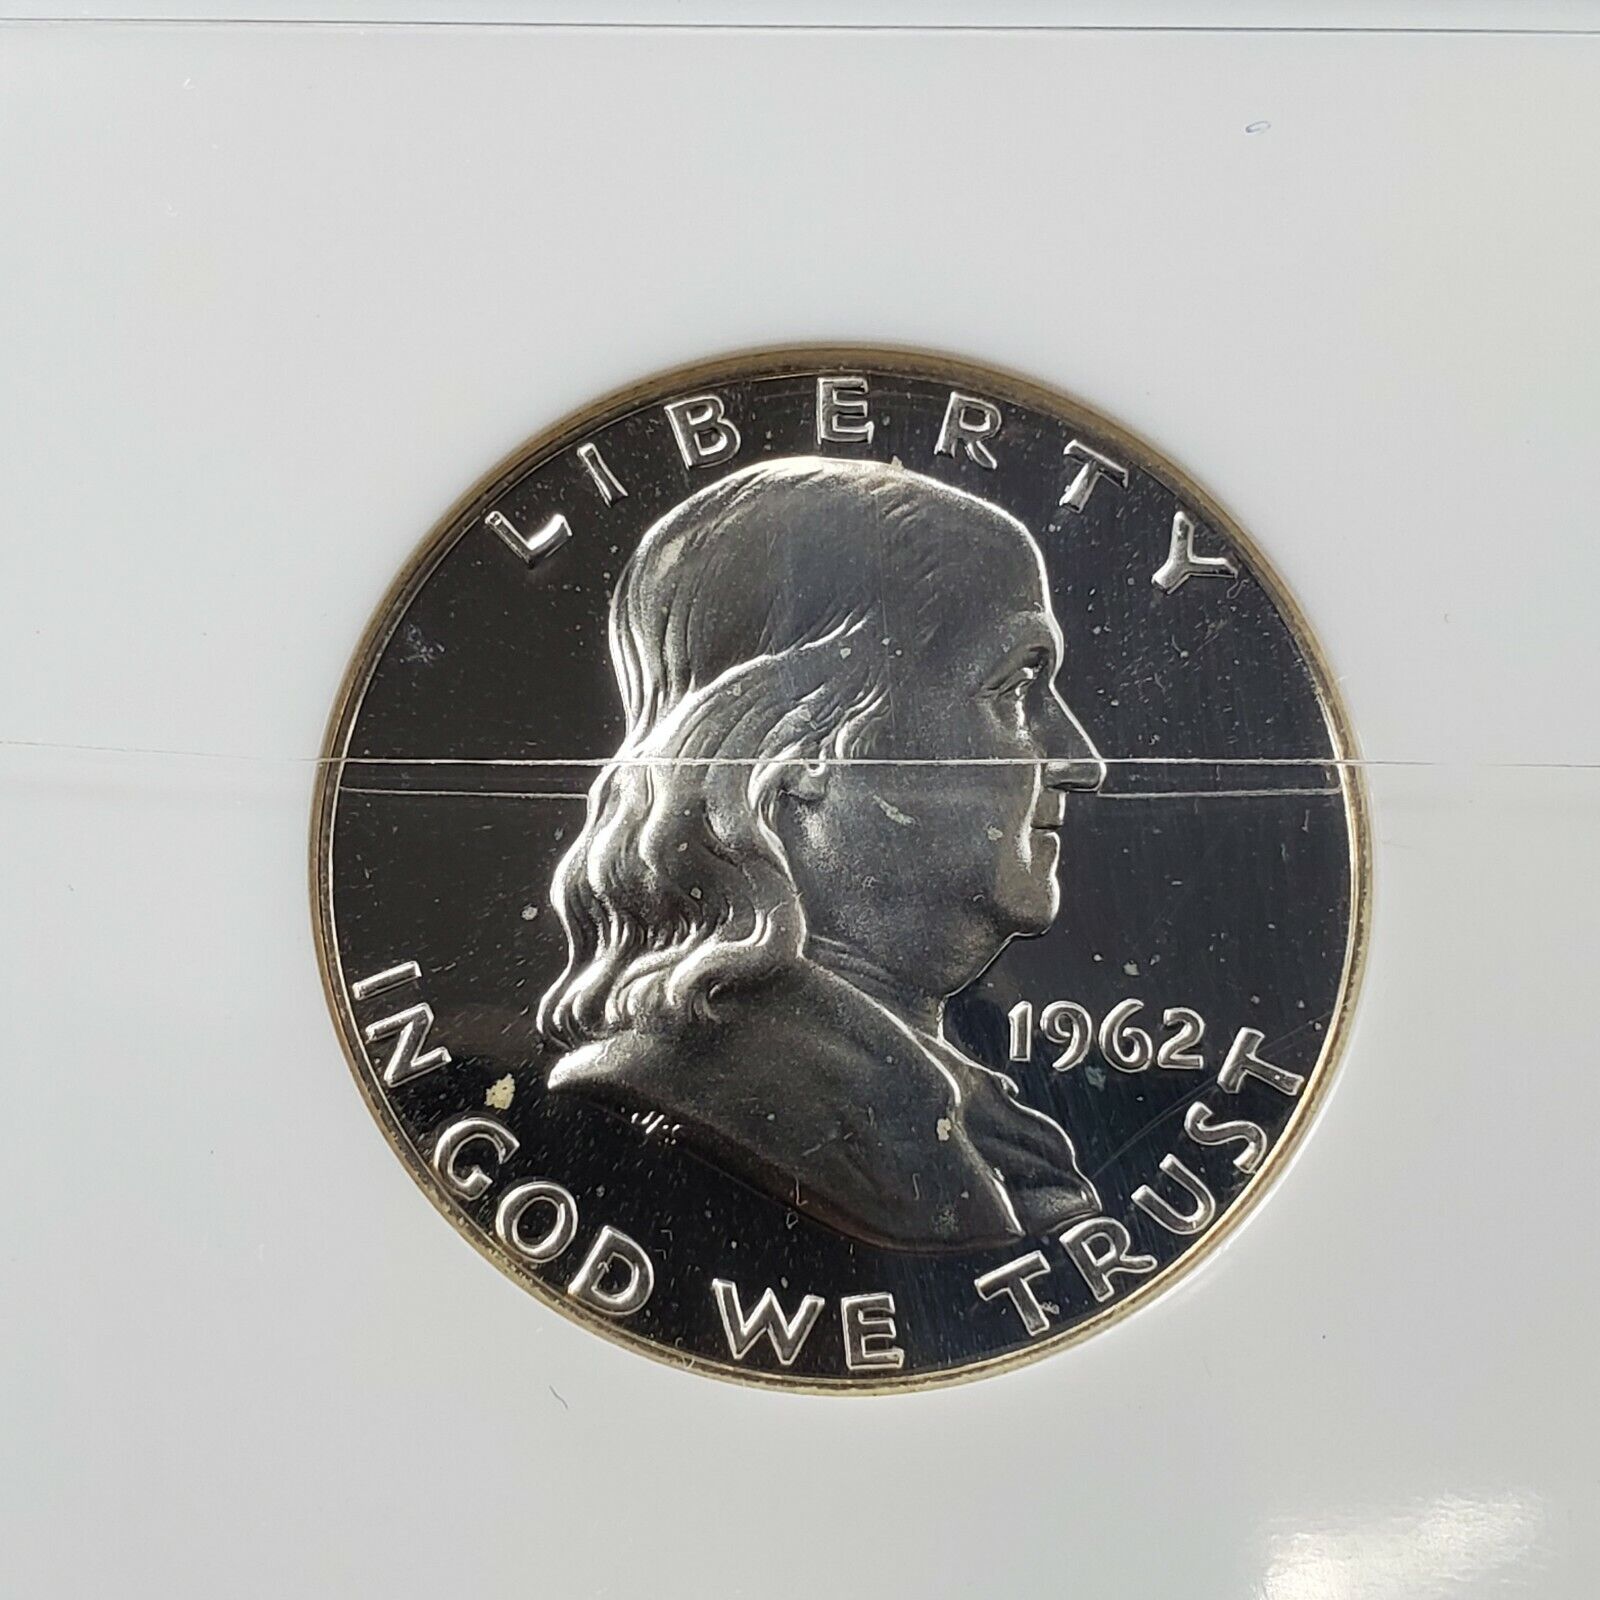 LIBERTY
1962
IN GOD WE TRUST